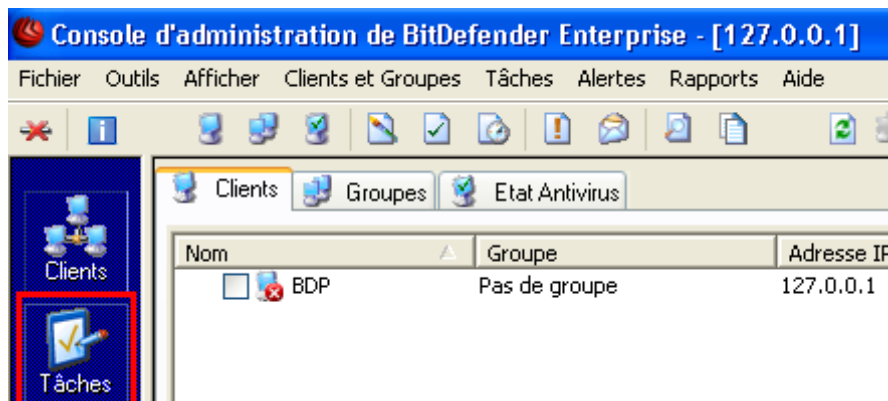 Console d'administration de BitDefender Enterprise - [127.0.0.1]
Fichier Outils Afficher Clients et Groupes Tâches Alertes Rapports Aide
Clients Groupes Etat Antivirus
Nom Groupe Adresse IP
BDP Pas de groupe 127.0.0.1
Clients
Tâches